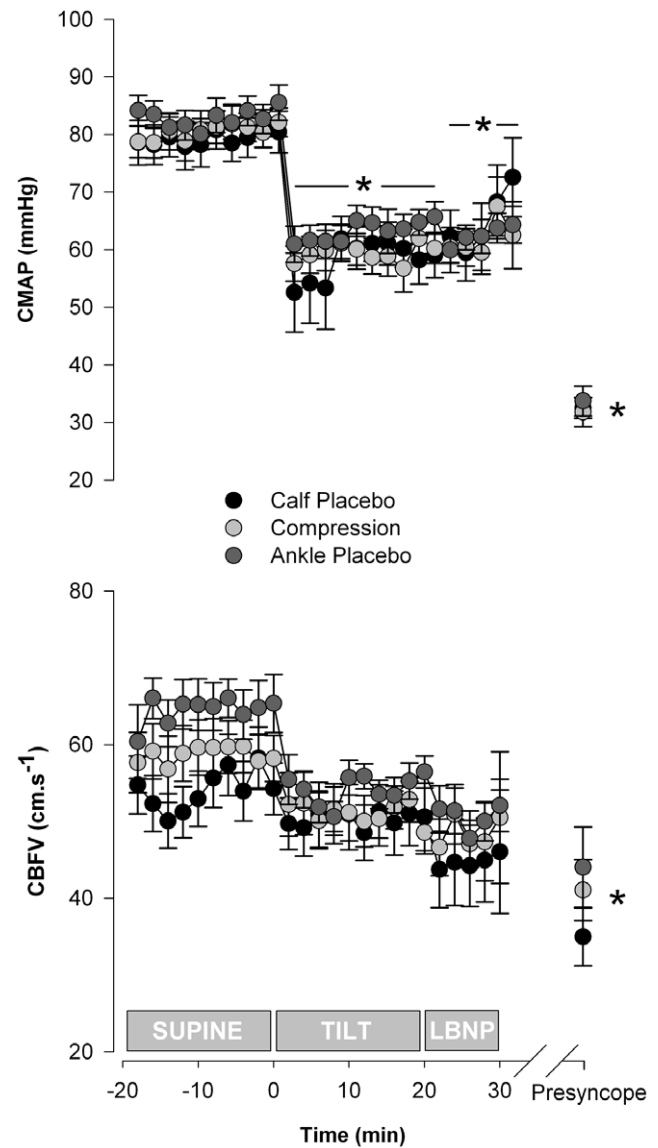 100
90
80
70
60
50
40
30
20
CMAP (mmHg)
*
*
*
Calf Placebo
Compression
Ankle Placebo
80
60
40
20
CBFV (cm.s-1)
*
SUPINE TILT LBNP
-20 -10 0 10 20 30 Presyncope
Time (min)